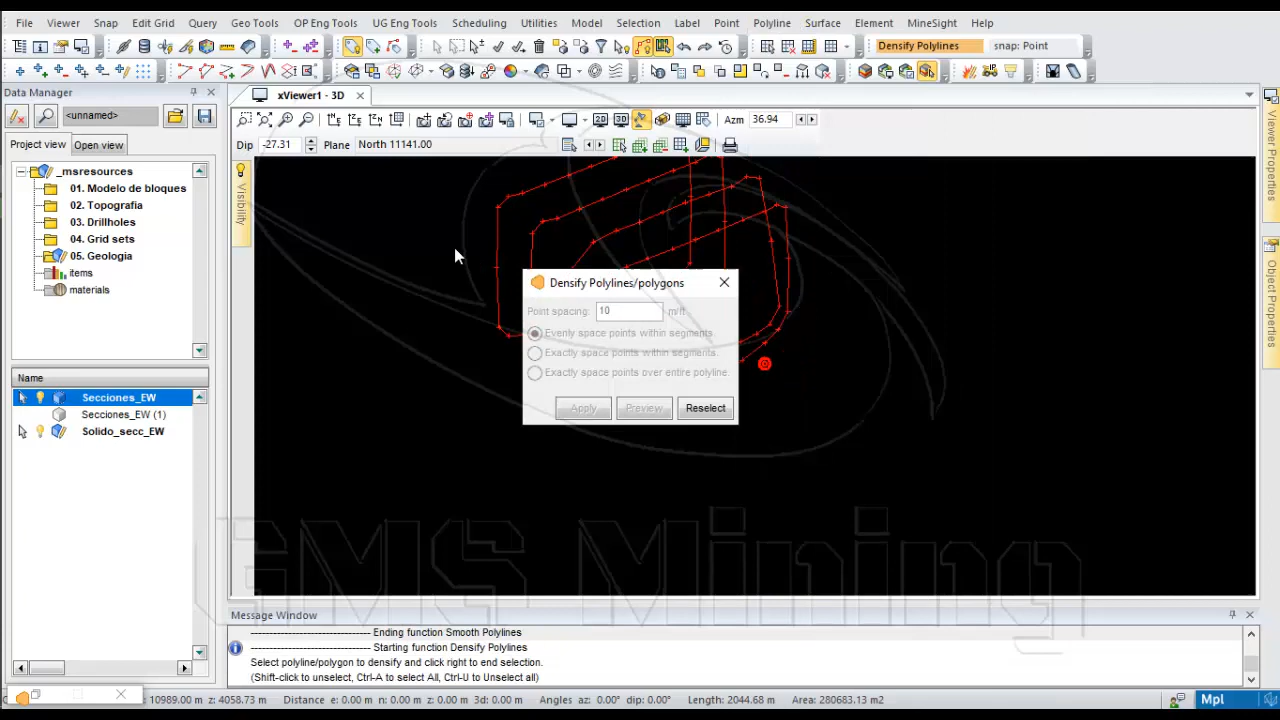 File Viewer Snap Edit Grid Query Geo Tools OP Eng Tools UG Eng Tools Scheduling Utilities Model Selection Label Point Polyline Surface Element MineSight Help
Densify Polylines snap: Point
Data Manager
xViewer1 - 3D
<unnamed>
2D 3D Azm 36.94
Project view Open view
Dip -27.31 Plane North 11141.00
_msresources
01. Modelo de bloques
02. Topografia
03. Drillholes
04. Grid sets
05. Geologia
items
materials
Visibility
Viewer Properties
Object Properties
Densify Polylines/polygons
Point spacing: 10 m/ft
Evenly space points within segments.
Exactly space points within segments.
Exactly space points over entire polyline.
Apply Preview Reselect
Name
Secciones_EW
Secciones_EW (1)
Solido_secc_EW
GMS Mining
Message Window
-------------------------------- Ending function Smooth Polylines
-------------------------------- Starting function Densify Polylines
Select polyline/polygon to densify and click right to end selection.
(Shift-click to unselect, Ctrl-A to select All, Ctrl-U to Unselect all)
10989.00 m z: 4058.73 m Distance e: 0.00 m n: 0.00 m z: 0.00 m 3d: 0.00 m Angles az: 0.00° dip: 0.00° Length: 2044.68 m Area: 280683.13 m2 Mpl